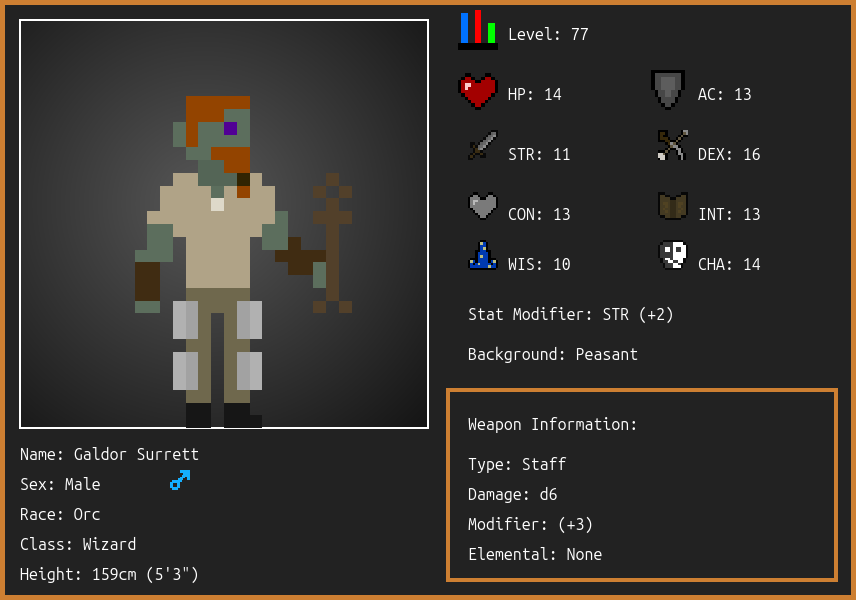 Level: 77
HP: 14
AC: 13
STR: 11
DEX: 16
CON: 13
INT: 13
WIS: 10
CHA: 14
Stat Modifier: STR (+2)
Background: Peasant
Weapon Information:
Type: Staff
Damage: d6
Modifier: (+3)
Elemental: None
Name: Galdor Surrett
Sex: Male
Race: Orc
Class: Wizard
Height: 159cm (5'3")